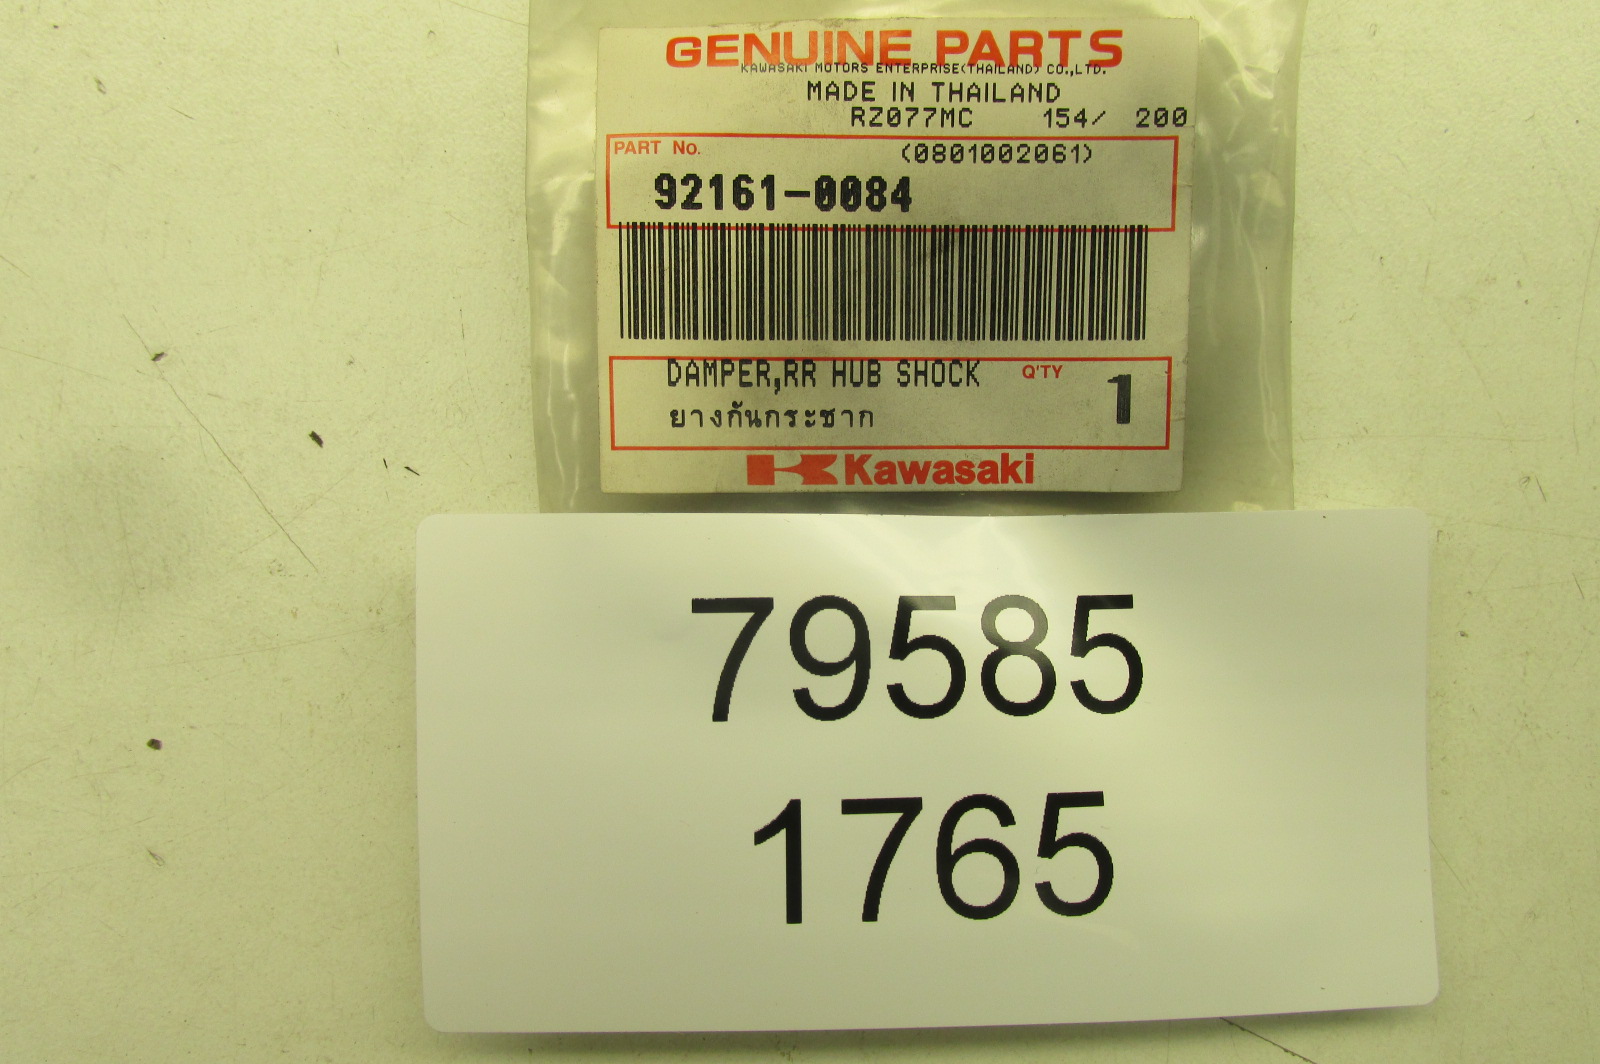 GENUINE PARTS
KAWASAKI MOTORS ENTERPRISE(THAILAND) CO.,LTD.
MADE IN THAILAND
RZ077MC 154/ 200
PART No. (0801002061)
92161-0084
DAMPER,RR HUB SHOCK Q'TY 1
ยางกันกระชาก
Kawasaki
79585
1765